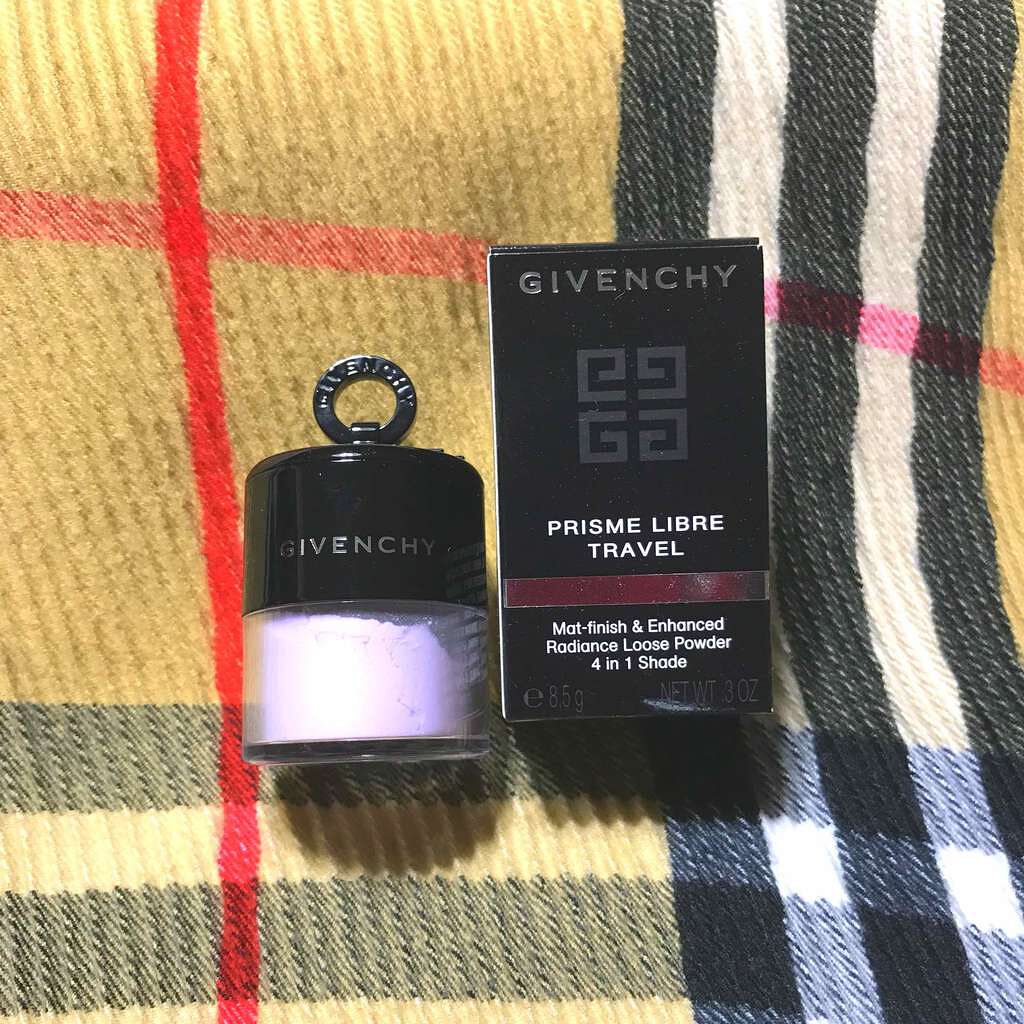 GIVENCHY
GIVENCHY
GIVENCHY
PRISME LIBRE
TRAVEL
Mat-finish & Enhanced
Radiance Loose Powder
4 in 1 Shade
e 8,5 g NET WT .3 OZ